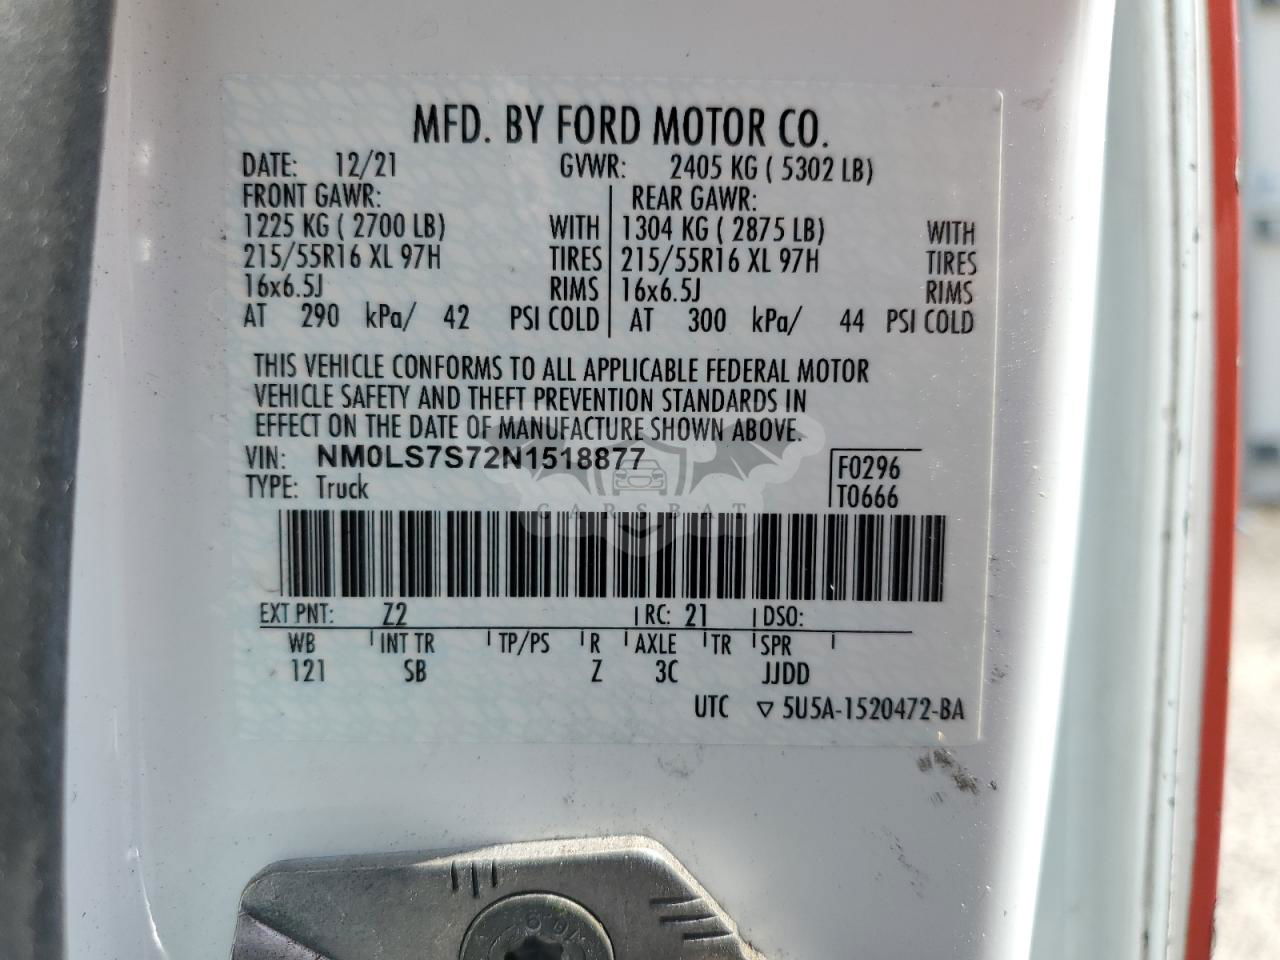 MFD. BY FORD MOTOR CO.
DATE: 12/21 GVWR: 2405 KG ( 5302 LB)
FRONT GAWR: REAR GAWR:
1225 KG ( 2700 LB) WITH 1304 KG ( 2875 LB) WITH
215/55R16 XL 97H TIRES 215/55R16 XL 97H TIRES
16x6.5J RIMS 16x6.5J RIMS
AT 290 kPa/ 42 PSI COLD AT 300 kPa/ 44 PSI COLD
THIS VEHICLE CONFORMS TO ALL APPLICABLE FEDERAL MOTOR
VEHICLE SAFETY AND THEFT PREVENTION STANDARDS IN
EFFECT ON THE DATE OF MANUFACTURE SHOWN ABOVE.
VIN: NM0LS7S72N1518877 F0296
TYPE: Truck T0666
CARSBAT
EXT PNT: Z2 RC: 21 DSO:
WB INT TR TP/PS R AXLE TR SPR
121 SB Z 3C JJDD
UTC ▽ 5U5A-1520472-BA